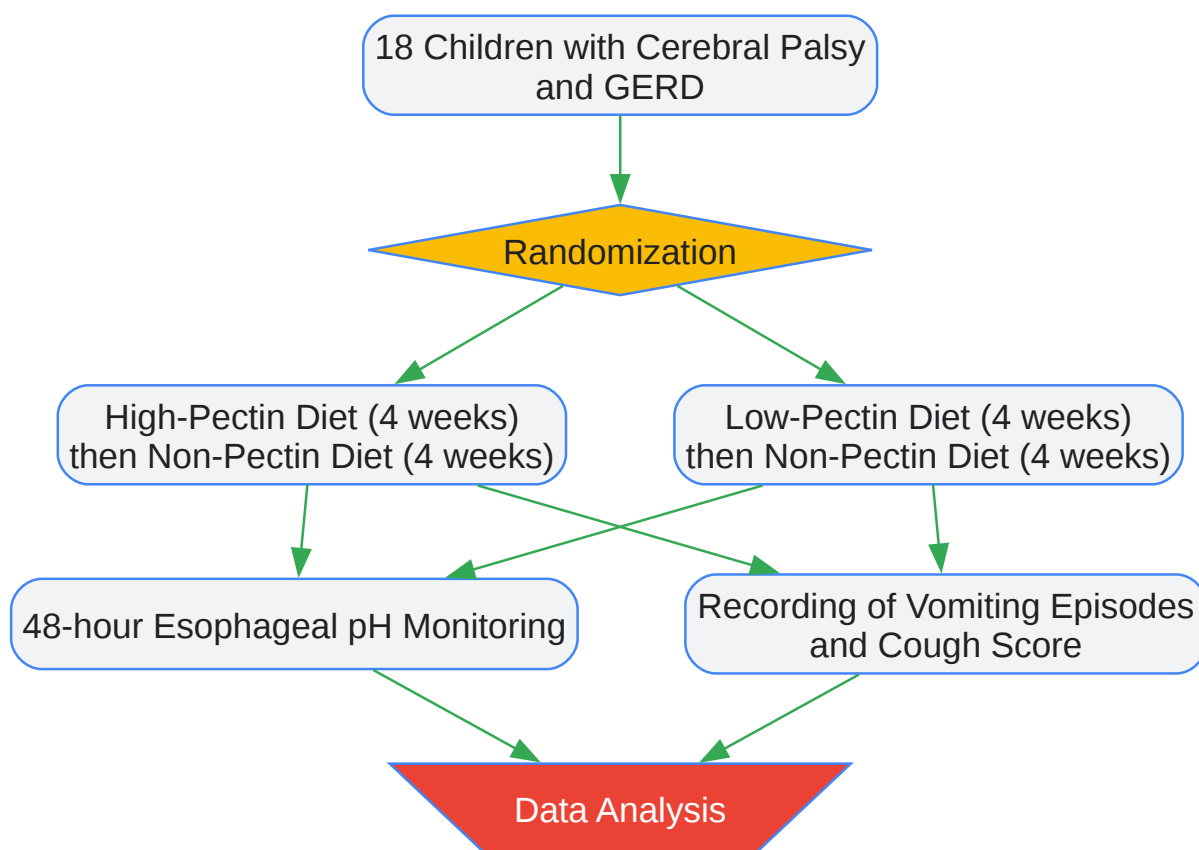 18 Children with Cerebral Palsy
and GERD
Randomization
High-Pectin Diet (4 weeks)
then Non-Pectin Diet (4 weeks)
Low-Pectin Diet (4 weeks)
then Non-Pectin Diet (4 weeks)
48-hour Esophageal pH Monitoring
Recording of Vomiting Episodes
and Cough Score
Data Analysis